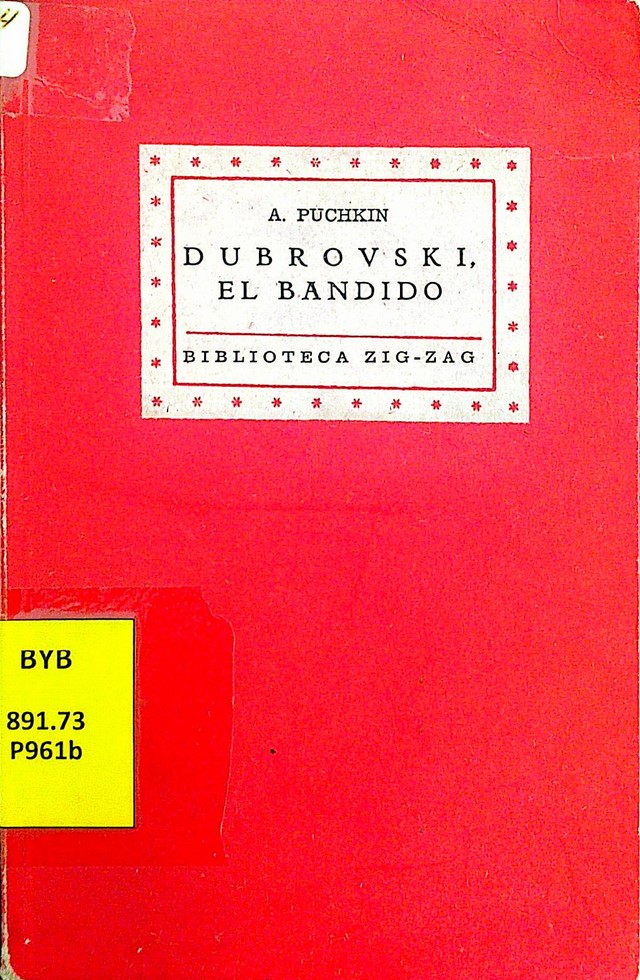 A. PUCHKIN
DUBROVSKI,
EL BANDIDO
BIBLIOTECA ZIG-ZAG
BYB
891.73
P961b